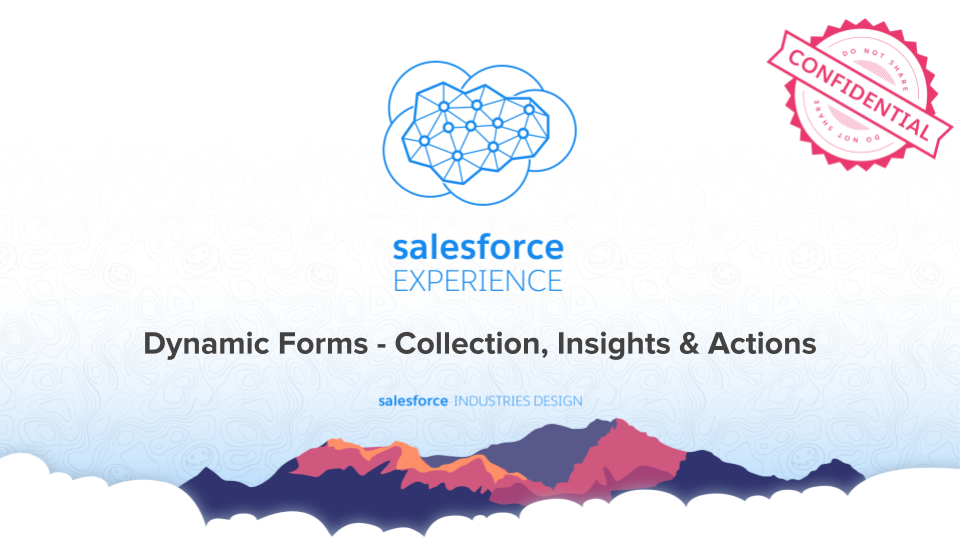 DO NOT SHARE
CONFIDENTIAL
DO NOT SHARE
salesforce
EXPERIENCE
Dynamic Forms - Collection, Insights & Actions
salesforce INDUSTRIES DESIGN